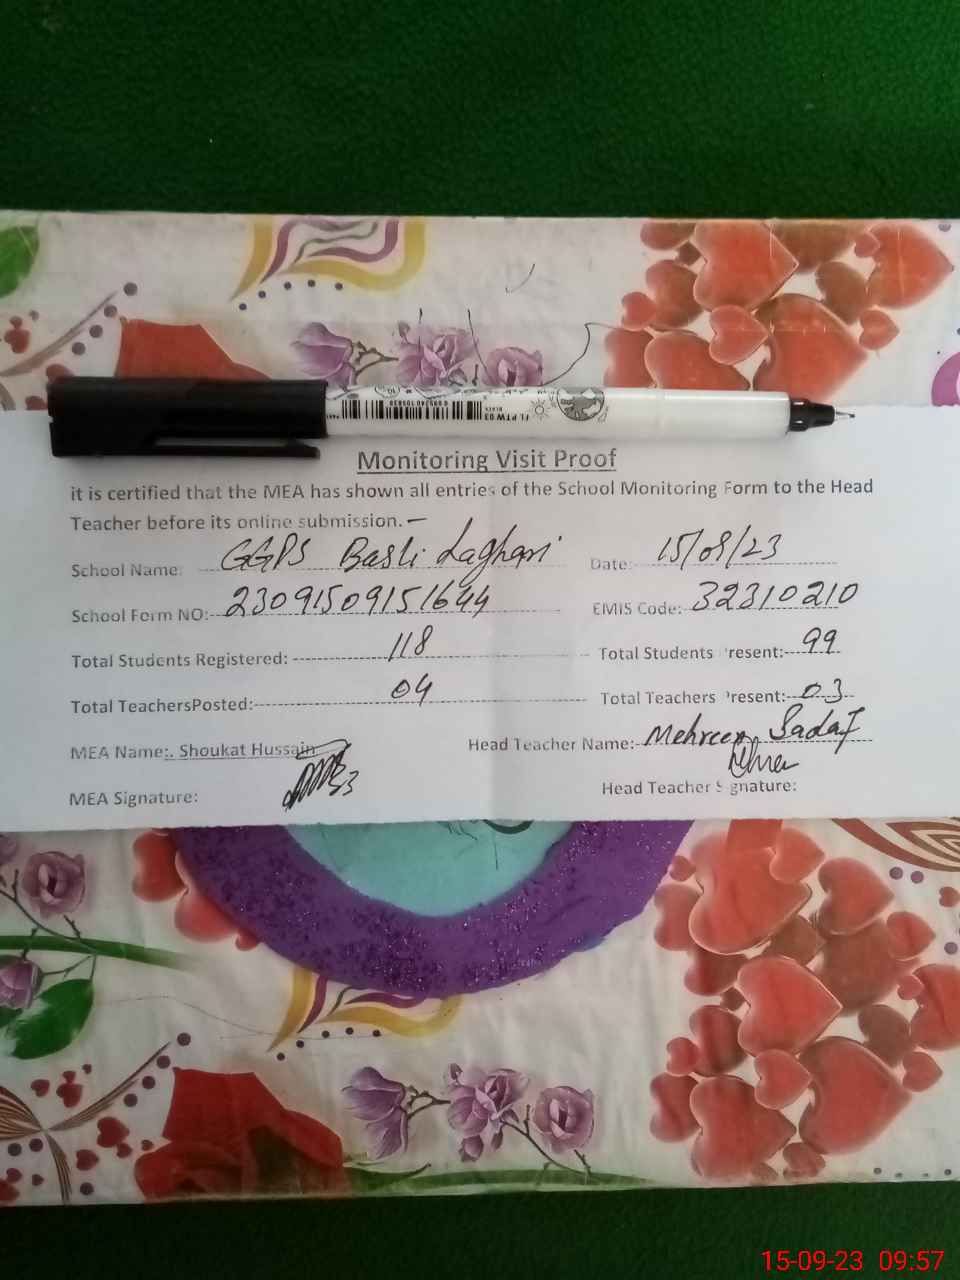 Monitoring Visit Proof
it is certified that the MEA has shown all entries of the School Monitoring Form to the Head
Teacher before its online submission.
School Name: GGPS Basti Laghari Date: 15/09/23
School Form NO: 23091509151644 EMIS Code: 32310210
Total Students Registered: 118 Total Students Present: 99
Total TeachersPosted: 04 Total Teachers Present: 03
MEA Name:. Shoukat Hussain Head Teacher Name: Mehreen Sadaf
MEA Signature: Head Teacher Signature:
15-09-23 09:57